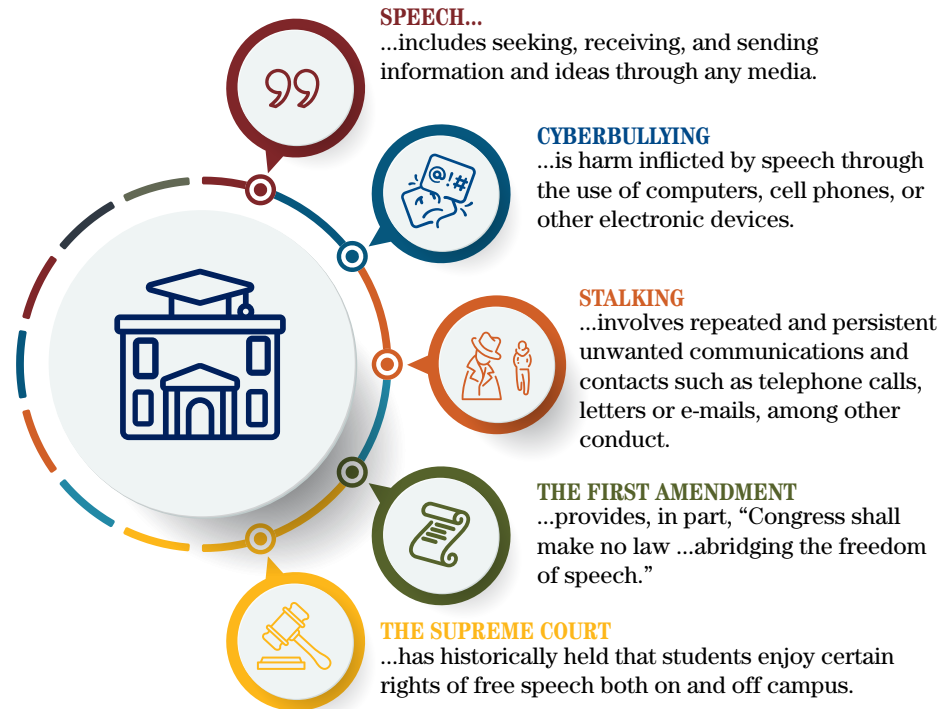 SPEECH...
...includes seeking, receiving, and sending
information and ideas through any media.
@!#
CYBERBULLYING
...is harm inflicted by speech through
the use of computers, cell phones, or
other electronic devices.
STALKING
...involves repeated and persistent
unwanted communications and
contacts such as telephone calls,
letters or e-mails, among other
conduct.
THE FIRST AMENDMENT
...provides, in part, “Congress shall
make no law ...abridging the freedom
of speech.”
THE SUPREME COURT
...has historically held that students enjoy certain
rights of free speech both on and off campus.